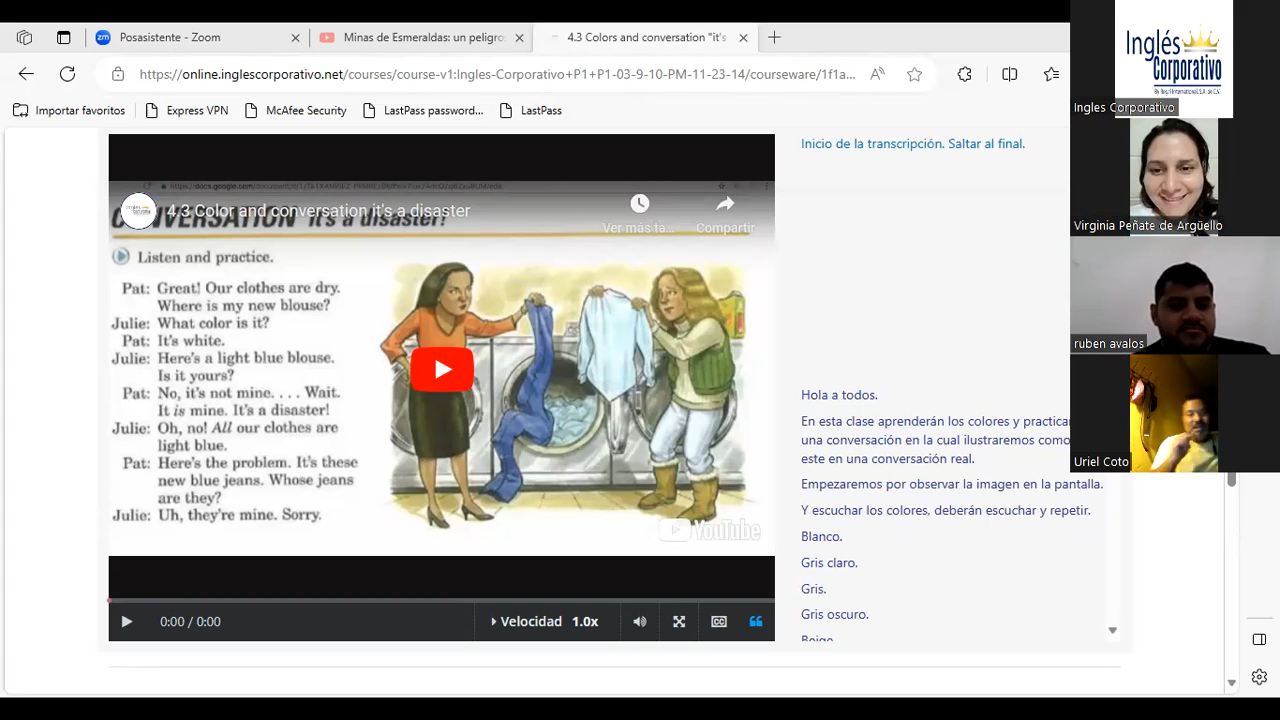 Posasistente - Zoom
Minas de Esmeraldas: un peligro
4.3 Colors and conversation "it's
https://online.inglescorporativo.net/courses/course-v1:Ingles-Corporativo+P1+P1-03-9-10-PM-11-23-14/courseware/1f1a...
Importar favoritos
Express VPN
McAfee Security
LastPass password...
LastPass
4.3 Color and conversation it's a disaster
CONVERSATION It's a disaster!
Ver más ta...
Compartir
Listen and practice.
Pat: Great! Our clothes are dry.
Where is my new blouse?
Julie: What color is it?
Pat: It's white.
Julie: Here's a light blue blouse.
Is it yours?
Pat: No, it's not mine. . . . Wait.
It is mine. It's a disaster!
Julie: Oh, no! All our clothes are
light blue.
Pat: Here's the problem. It's these
new blue jeans. Whose jeans
are they?
Julie: Uh, they're mine. Sorry.
YouTube
0:00 / 0:00
Velocidad 1.0x
Inicio de la transcripción. Saltar al final.
Hola a todos.
En esta clase aprenderán los colores y practicar
una conversación en la cual ilustraremos como
este en una conversación real.
Empezaremos por observar la imagen en la pantalla.
Y escuchar los colores, deberán escuchar y repetir.
Blanco.
Gris claro.
Gris.
Gris oscuro.
Beige.
Inglés
Corporativo
Ingles Corporativo
Virginia Peñate de Argüello
ruben avalos
Uriel Coto